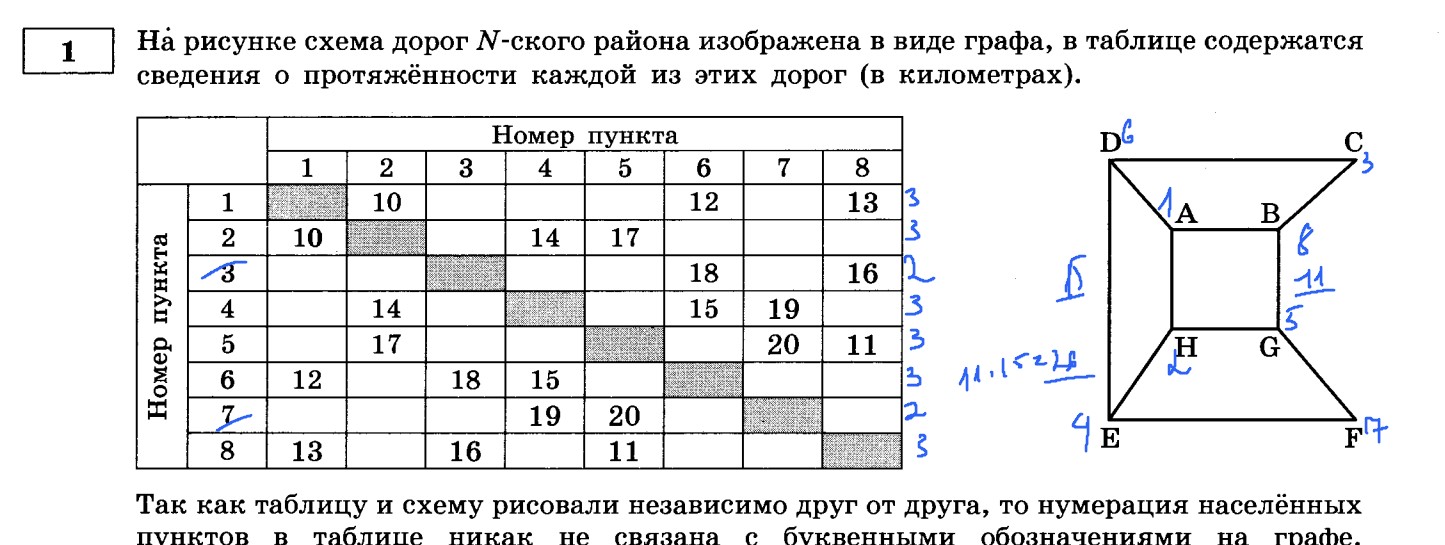 1
На рисунке схема дорог N-ского района изображена в виде графа, в таблице содержатся
сведения о протяжённости каждой из этих дорог (в километрах).
Номер пункта
1 2 3 4 5 6 7 8
Номер пункта
1 10 12 13 3
2 10 14 17 3
3 18 16 2
4 14 15 19 3
5 17 20 11 3
6 12 18 15 3
7 19 20 2
8 13 16 11 3
D 6 C 3
1 A B 8
15 11
H 2 G 5
11+15=26
4 E F 7
Так как таблицу и схему рисовали независимо друг от друга, то нумерация населённых
пунктов в таблице никак не связана с буквенными обозначениями на графе.